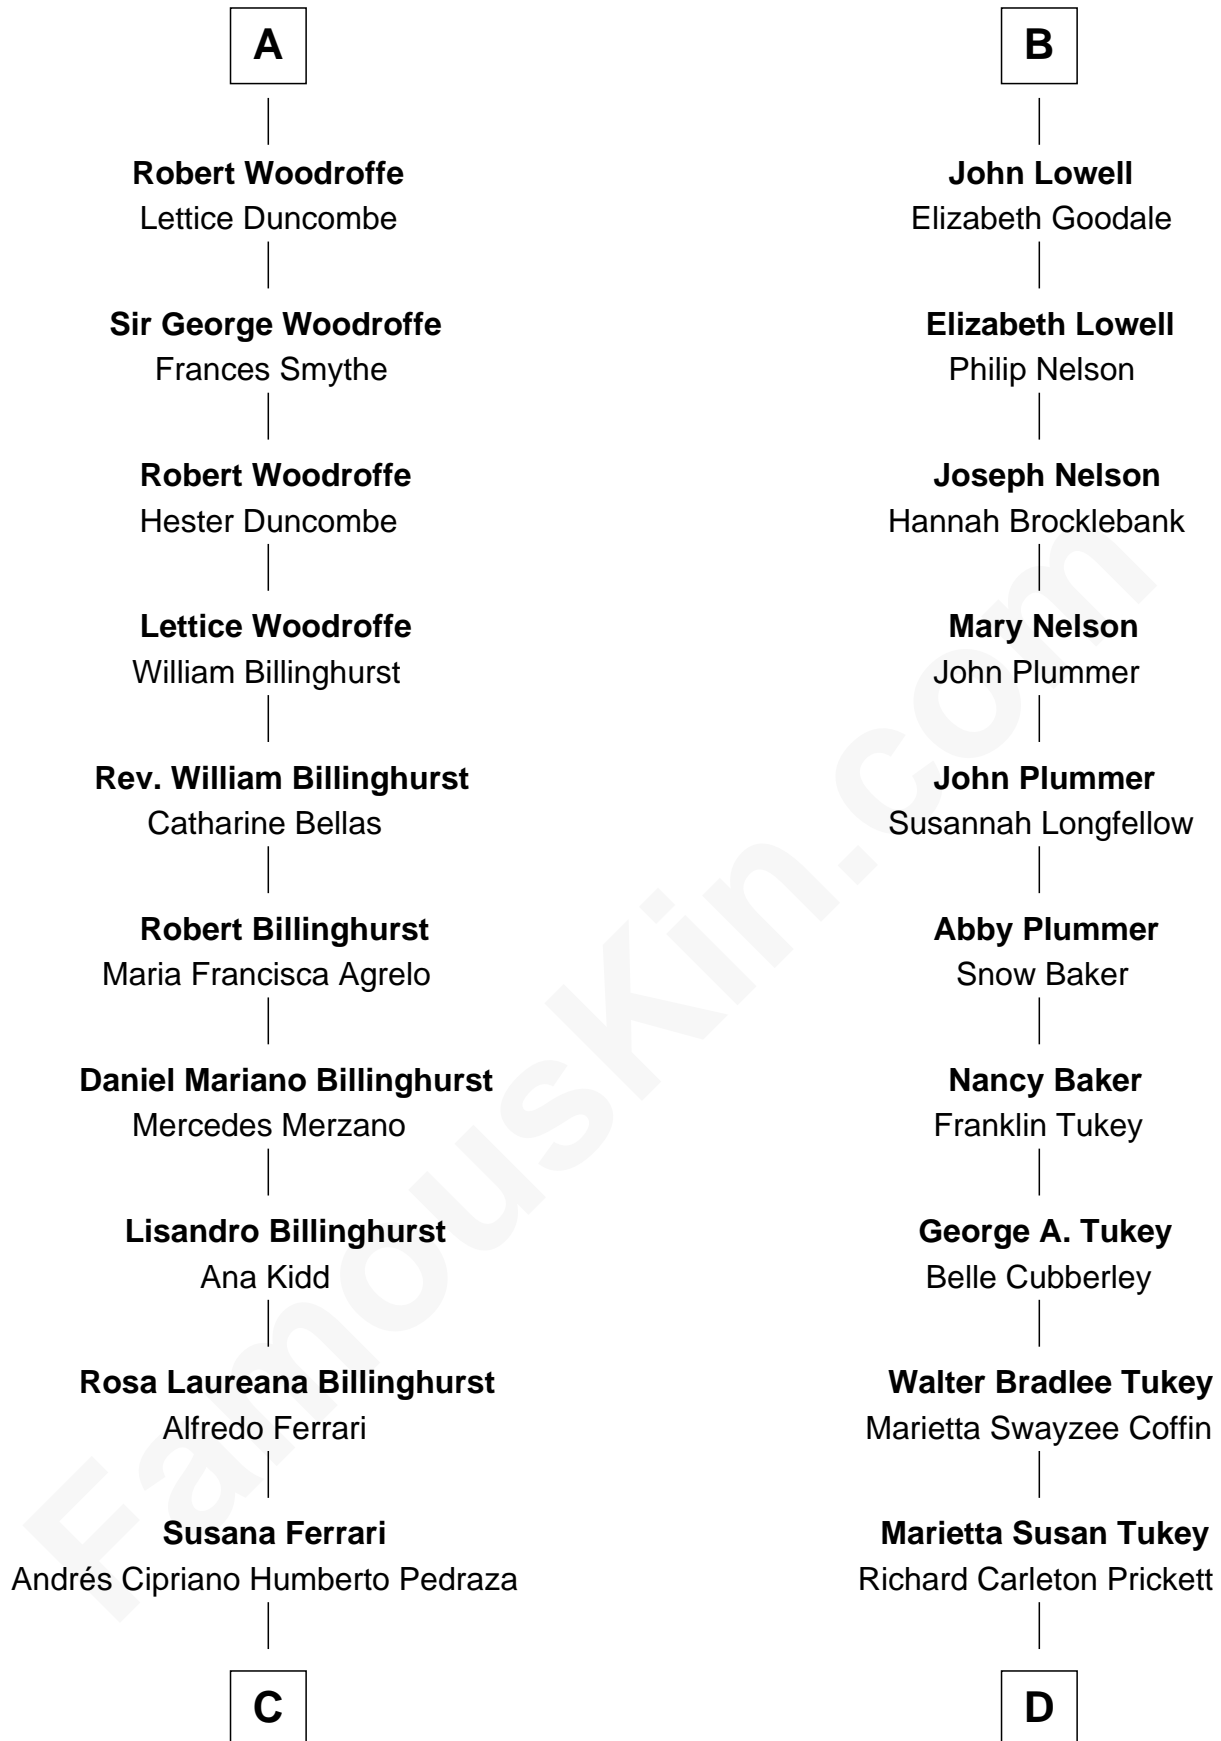 A
Robert Woodroffe
Lettice Duncombe
Sir George Woodroffe
Frances Smythe
Robert Woodroffe
Hester Duncombe
Lettice Woodroffe
William Billinghurst
Rev. William Billinghurst
Catharine Bellas
Robert Billinghurst
Maria Francisca Agrelo
Daniel Mariano Billinghurst
Mercedes Merzano
Lisandro Billinghurst
Ana Kidd
Rosa Laureana Billinghurst
Alfredo Ferrari
Susana Ferrari
Andrés Cipriano Humberto Pedraza
C
B
John Lowell
Elizabeth Goodale
Elizabeth Lowell
Philip Nelson
Joseph Nelson
Hannah Brocklebank
Mary Nelson
John Plummer
John Plummer
Susannah Longfellow
Abby Plummer
Snow Baker
Nancy Baker
Franklin Tukey
George A. Tukey
Belle Cubberley
Walter Bradlee Tukey
Marietta Swayzee Coffin
Marietta Susan Tukey
Richard Carleton Prickett
D
FamousKin.com